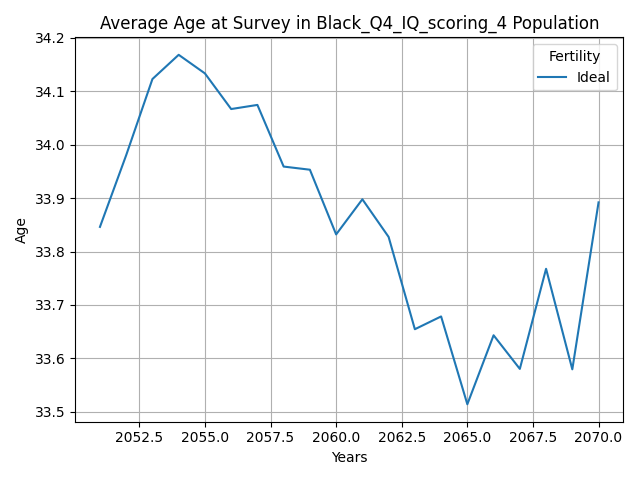 Average Age at Survey in Black_Q4_IQ_scoring_4 Population
Fertility
Ideal
34.2
34.1
34.0
33.9
33.8
33.7
33.6
33.5
Age
2052.5 2055.0 2057.5 2060.0 2062.5 2065.0 2067.5 2070.0
Years